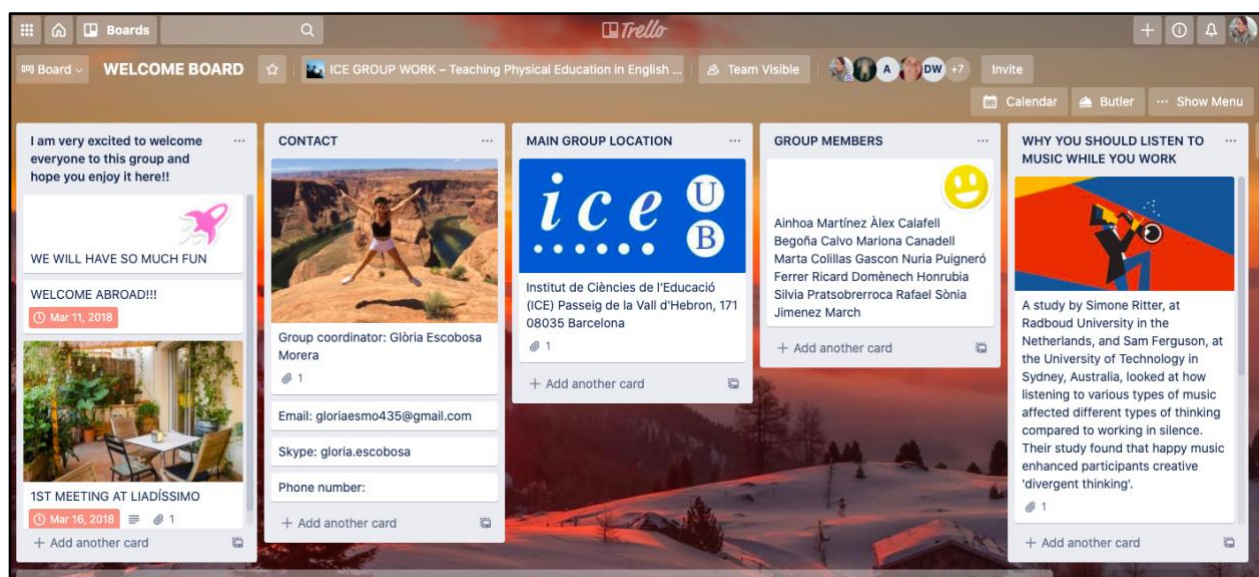 Boards
Trello
Board
WELCOME BOARD
ICE GROUP WORK – Teaching Physical Education in English ...
Team Visible
A
DW
+7
Invite
Calendar
Butler
... Show Menu
I am very excited to welcome
everyone to this group and
hope you enjoy it here!!
...
WE WILL HAVE SO MUCH FUN
WELCOME ABROAD!!!
Mar 11, 2018
1ST MEETING AT LIADÍSSIMO
Mar 16, 2018
1
+ Add another card
CONTACT
...
Group coordinator: Glòria Escobosa
Morera
1
Email: gloriaesmo435@gmail.com
Skype: gloria.escobosa
Phone number:
+ Add another card
MAIN GROUP LOCATION
...
ice
U
B
Institut de Ciències de l'Educació
(ICE) Passeig de la Vall d'Hebron, 171
08035 Barcelona
1
+ Add another card
GROUP MEMBERS
...
Ainhoa Martínez Àlex Calafell
Begoña Calvo Mariona Canadell
Marta Colillas Gascon Nuria Puigneró
Ferrer Ricard Domènech Honrubia
Silvia Pratsobrerroca Rafael Sònia
Jimenez March
+ Add another card
WHY YOU SHOULD LISTEN TO
MUSIC WHILE YOU WORK
...
A study by Simone Ritter, at
Radboud University in the
Netherlands, and Sam Ferguson, at
the University of Technology in
Sydney, Australia, looked at how
listening to various types of music
affected different types of thinking
compared to working in silence.
Their study found that happy music
enhanced participants creative
'divergent thinking'.
1
+ Add another card